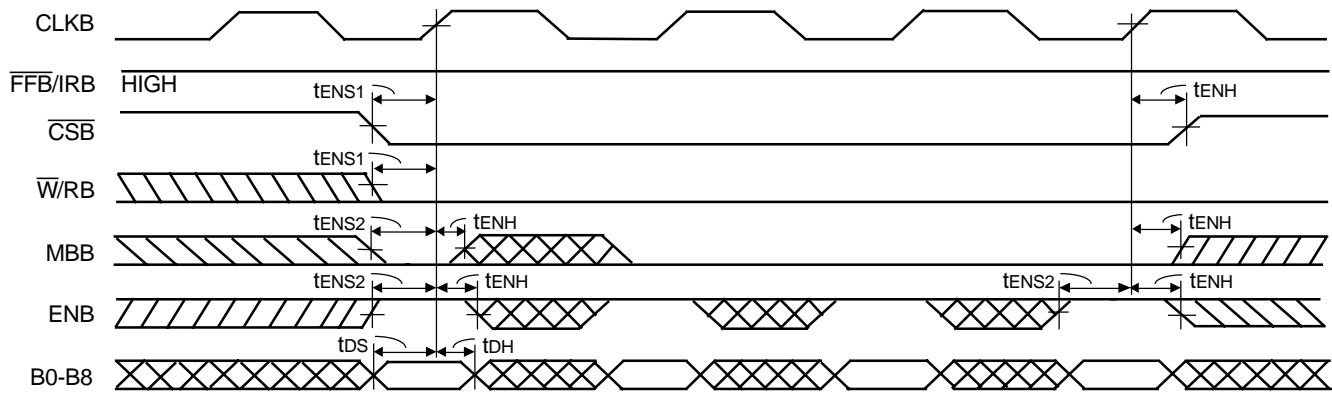 CLKB
FFB/IRB HIGH
tENS1 tENH
CSB
tENS1
W/RB
tENS2 tENH tENH
MBB
tENS2 tENH tENS2 tENH
ENB
tDS tDH
B0-B8